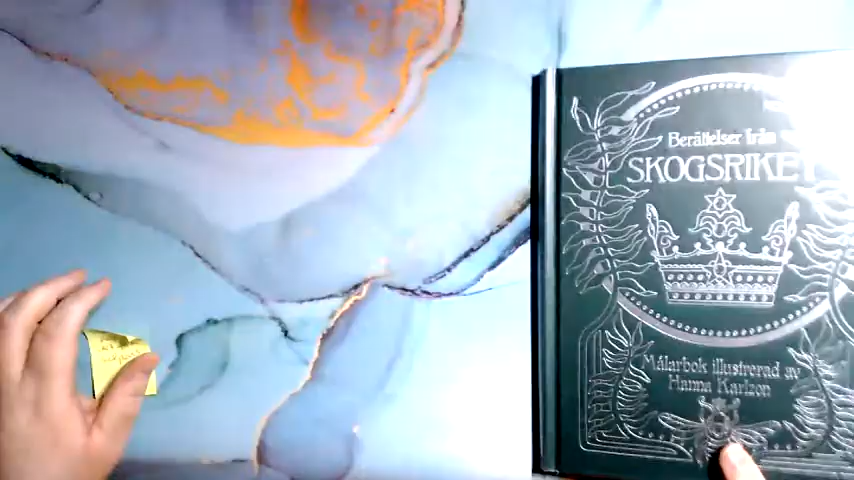 Berättelser från
SKOGSRIKET
Målarbok illustrerad av
Hanna Karlzon